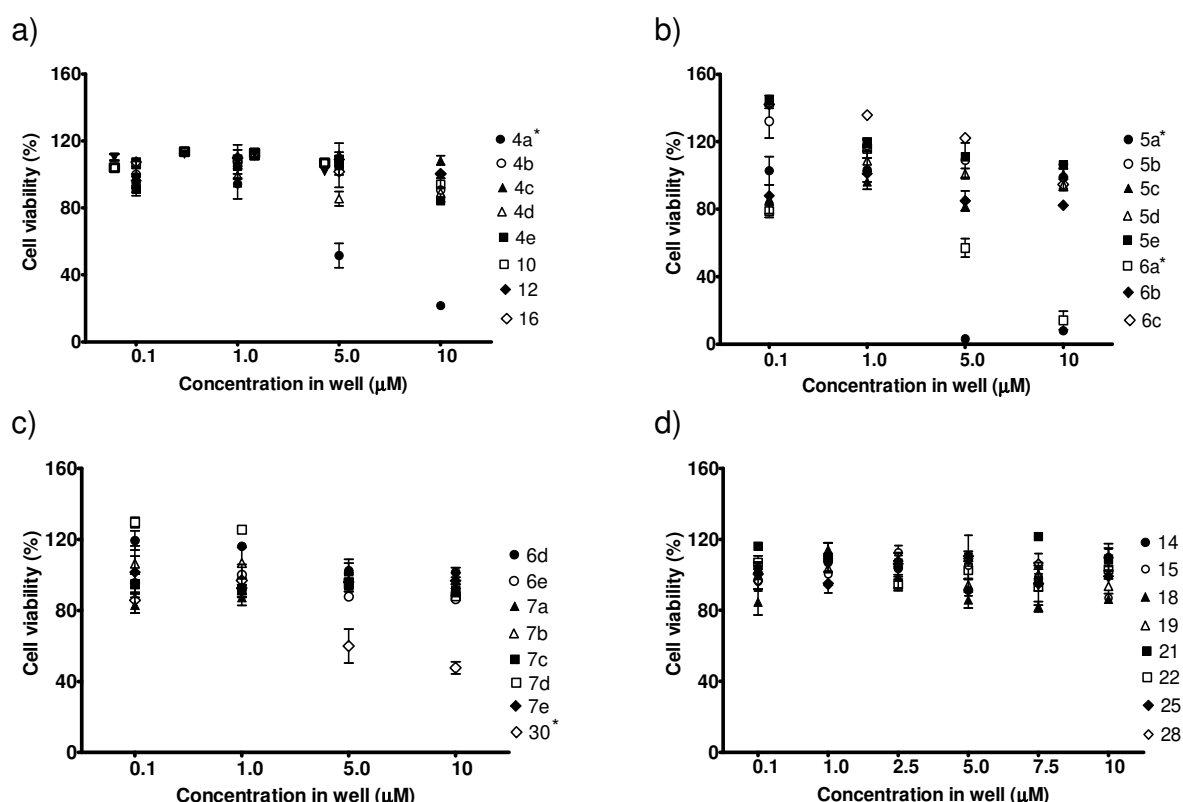 a)
160
120
80
40
0
Cell viability (%)
0.1 1.0 5.0 10
Concentration in well (μM)
4a*
4b
4c
4d
4e
10
12
16
b)
160
120
80
40
0
Cell viability (%)
0.1 1.0 5.0 10
Concentration in well (μM)
5a*
5b
5c
5d
5e
6a*
6b
6c
c)
160
120
80
40
0
Cell viability (%)
0.1 1.0 5.0 10
Concentration in well (μM)
6d
6e
7a
7b
7c
7d
7e
30*
d)
160
120
80
40
0
Cell viability (%)
0.1 1.0 2.5 5.0 7.5 10
Concentration in well (μM)
14
15
18
19
21
22
25
28